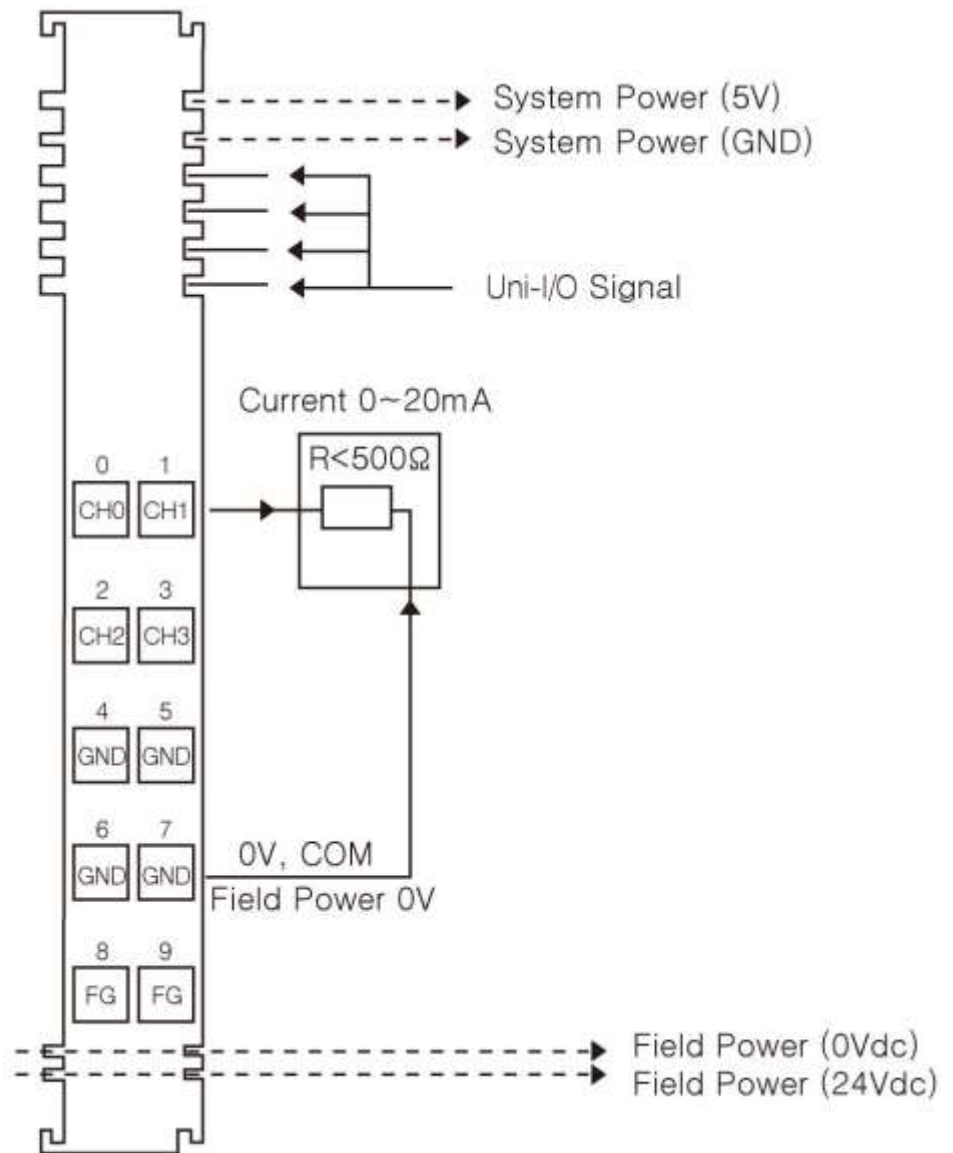 System Power (5V)
System Power (GND)
Uni-I/O Signal
Current 0~20mA
R<500Ω
0 1
CH0 CH1
2 3
CH2 CH3
4 5
GND GND
6 7
GND GND
0V, COM
Field Power 0V
8 9
FG FG
Field Power (0Vdc)
Field Power (24Vdc)